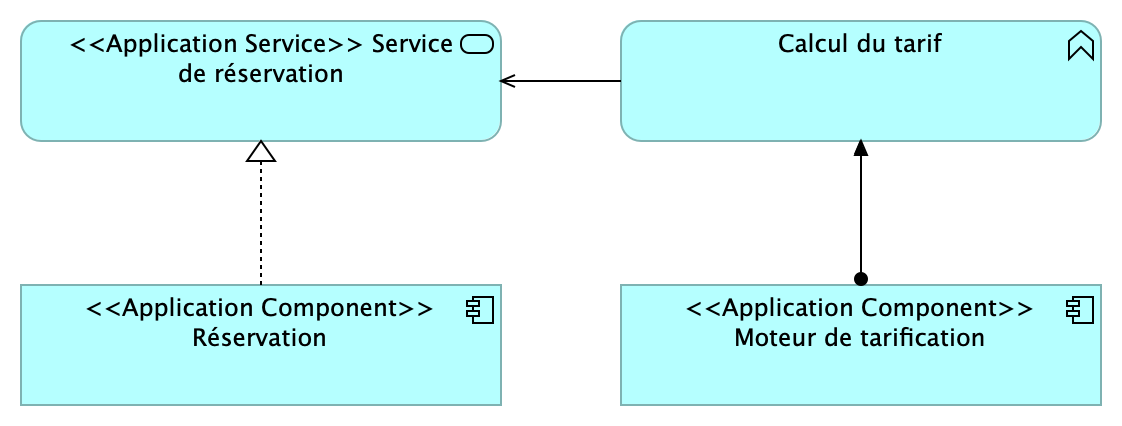 <<Application Service>> Service
de réservation
Calcul du tarif
<<Application Component>>
Réservation
<<Application Component>>
Moteur de tarification